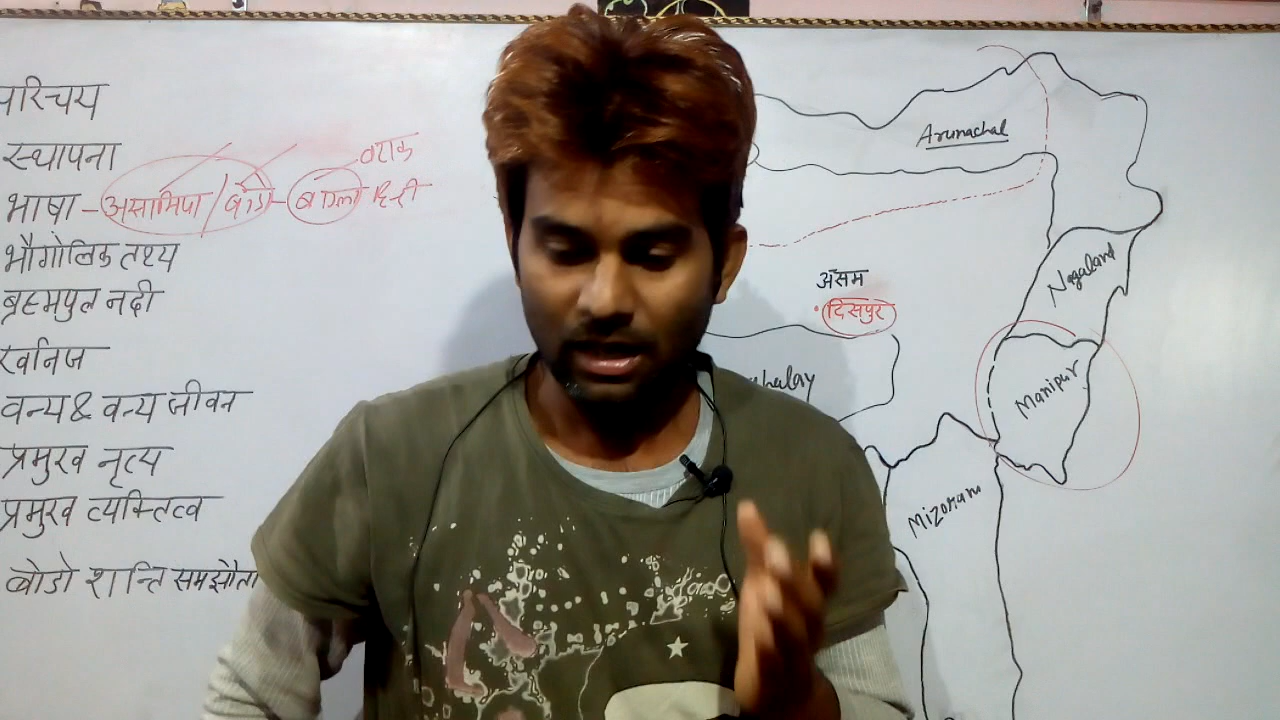 परिचय
स्थापना
भाषा - असामिया / बोडो - बांग्ला हिन्दी
बराक
भौगोलिक तथ्य
ब्रह्मपुत्र नदी
खनिज
वन्य & वन्य जीवन
प्रमुख नृत्य
प्रमुख व्यक्तित्व
बोडो शान्ति समझौता
Arunachal
Nagaland
असम
दिसपुर
Manipur
Mizoram